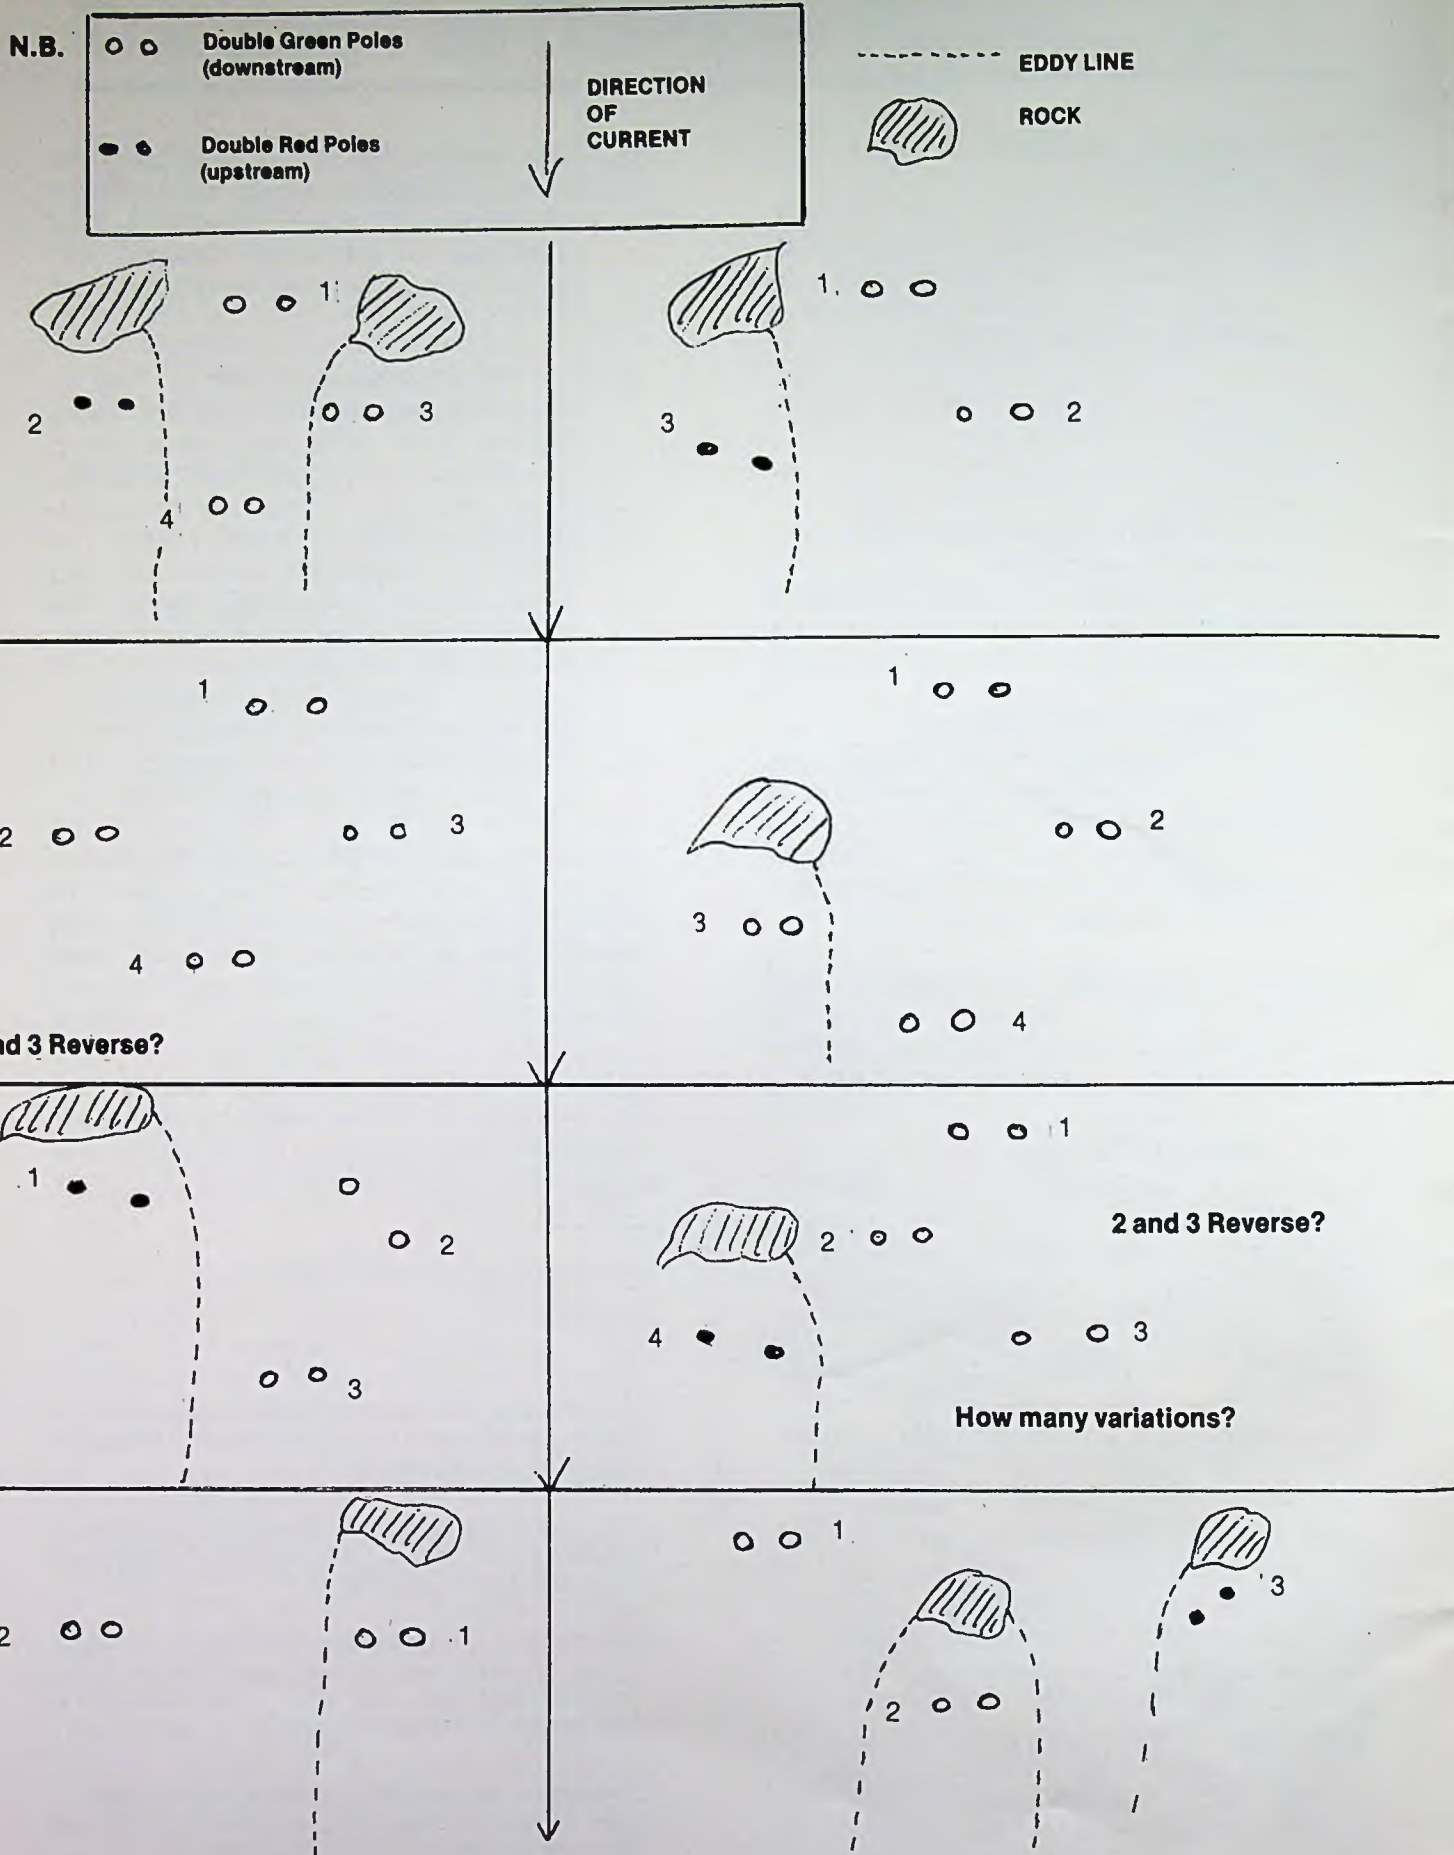 N.B.
Double Green Poles
(downstream)
Double Red Poles
(upstream)
DIRECTION
OF
CURRENT
EDDY LINE
ROCK
1
2
3
4
1.
2
3
1
2
3
4
3 Reverse?
1
2
3
4
1
2
3
1
2
2 and 3 Reverse?
3
4
How many variations?
2
1
1
2
3